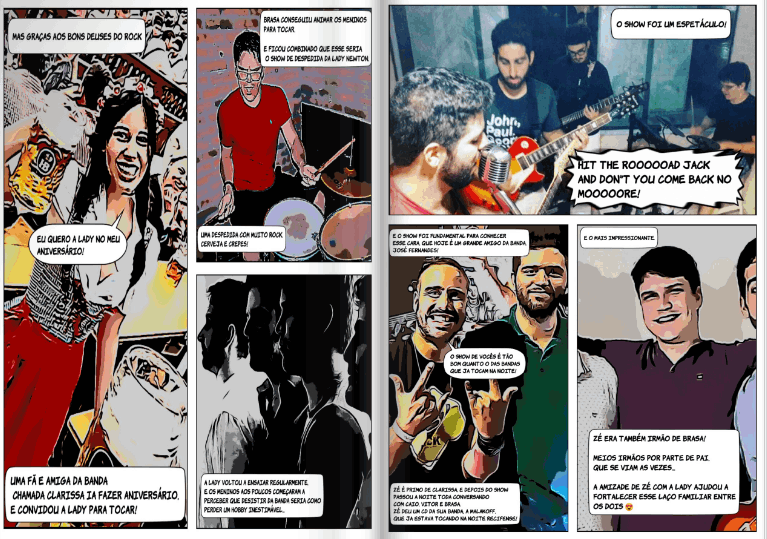 MAS GRAÇAS AOS BONS DEUSES DO ROCK
EU QUERO A LADY NO MEU
ANIVERSÁRIO!
UMA FÃ E AMIGA DA BANDA
CHAMADA CLARISSA IA FAZER ANIVERSÁRIO,
E CONVIDOU A LADY PARA TOCAR!
BRASA CONSEGUIU ANIMAR OS MENINOS
PARA TOCAR.
E FICOU COMBINADO QUE ESSE SERIA
O SHOW DE DESPEDIDA DA LADY NEWTON.
UMA DESPEDIDA COM MUITO ROCK
CERVEJA E CREPES!
A LADY VOLTOU A ENSAIAR REGULARMENTE,
E OS MENINOS AOS POUCOS COMEÇARAM A
PERCEBER QUE DESISTIR DA BANDA SERIA COMO
PERDER UM HOBBY INESTIMÁVEL...
O SHOW FOI UM ESPETÁCULO!
John,
Paul,
HIT THE ROOOOOAD JACK
AND DON'T YOU COME BACK NO
MOOOOORE!
E O SHOW FOI FUNDAMENTAL PARA CONHECER
ESSE CARA QUE HOJE É UM GRANDE AMIGO DA BANDA,
JOSÉ FERNANDES!
O SHOW DE VOCÊS É TÃO
BOM QUANTO O DAS BANDAS
QUE JA TOCAM NA NOITE!
ZÉ É PRIMO DE CLARISSA, E DEPOIS DO SHOW
PASSOU A NOITE TODA CONVERSANDO
COM CAIO, VITOR E BRASA
ZÉ DEU UM CD DA SUA BANDA, A MALAKOFF,
QUE JA ESTAVA TOCANDO NA NOITE RECIFENSE!
E O MAIS IMPRESSIONANTE...
ZÉ ERA TAMBÉM IRMÃO DE BRASA!
MEIOS IRMÃOS POR PARTE DE PAI,
QUE SE VIAM AS VEZES...
A AMIZADE DE ZÉ COM A LADY AJUDOU A
FORTALECER ESSE LAÇO FAMILIAR ENTRE
OS DOIS 😍